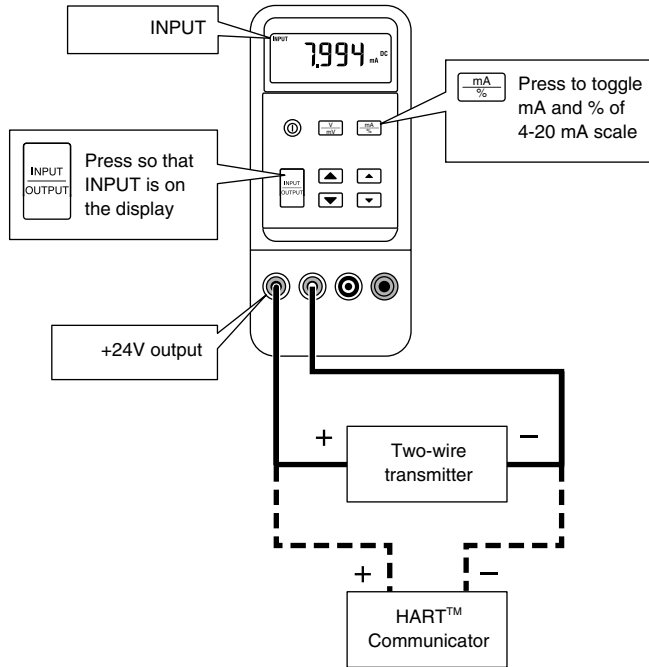 INPUT
INPUT
7.994 mA DC
mA
%
Press to toggle
mA and % of
4-20 mA scale
V
mV
mA
%
INPUT
OUTPUT
Press so that
INPUT is on
the display
INPUT
OUTPUT
+24V output
+
Two-wire
transmitter
−
+
−
HART™
Communicator